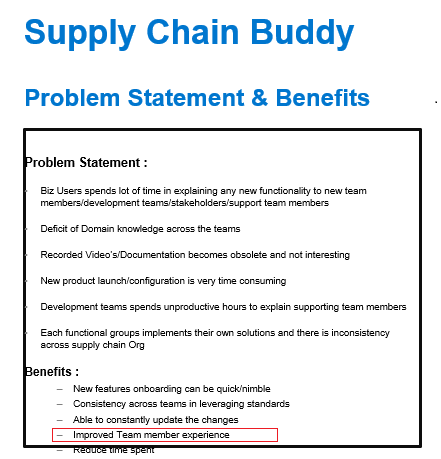 Supply Chain Buddy
Problem Statement & Benefits
Problem Statement :
Biz Users spends lot of time in explaining any new functionality to new team
members/development teams/stakeholders/support team members
Deficit of Domain knowledge across the teams
Recorded Video's/Documentation becomes obsolete and not interesting
New product launch/configuration is very time consuming
Development teams spends unproductive hours to explain supporting team members
Each functional groups implements their own solutions and there is inconsistency
across supply chain Org
Benefits :
– New features onboarding can be quick/nimble
– Consistency across teams in leveraging standards
– Able to constantly update the changes
– Improved Team member experience
– Reduce time spent